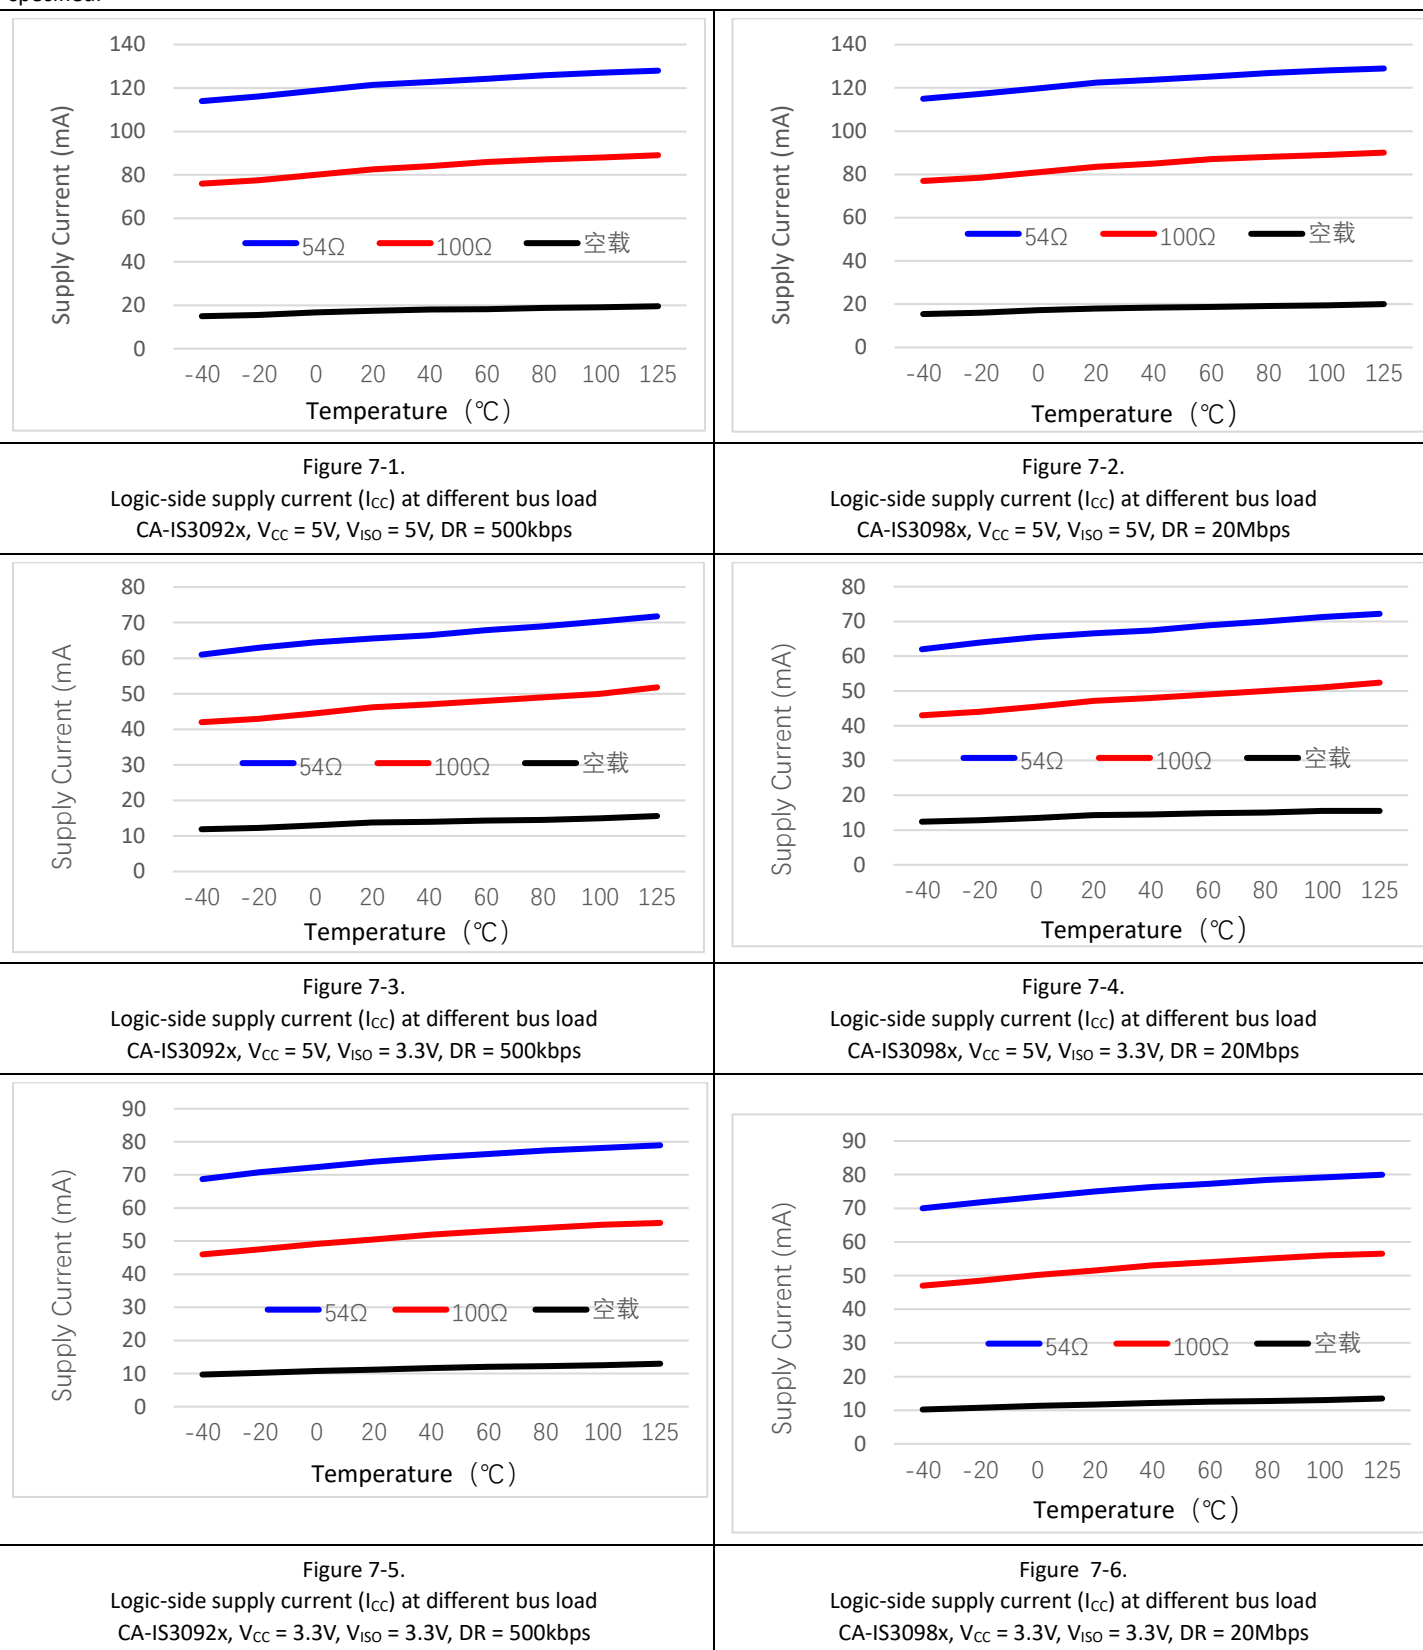 140
120
100
80
60
40
20
0
Supply Current (mA)
54Ω 100Ω 空载
-40 -20 0 20 40 60 80 100 125
Temperature（℃）
140
120
100
80
60
40
20
0
Supply Current (mA)
54Ω 100Ω 空载
-40 -20 0 20 40 60 80 100 125
Temperature（℃）
Figure 7-1.
Logic-side supply current (ICC) at different bus load
CA-IS3092x, VCC = 5V, VISO = 5V, DR = 500kbps
Figure 7-2.
Logic-side supply current (ICC) at different bus load
CA-IS3098x, VCC = 5V, VISO = 5V, DR = 20Mbps
80
70
60
50
40
30
20
10
0
Supply Current (mA
54Ω 100Ω 空载
-40 -20 0 20 40 60 80 100 125
Temperature（℃）
80
70
60
50
40
30
20
10
0
Supply Current (mA)
54Ω 100Ω 空载
-40 -20 0 20 40 60 80 100 125
Temperature（℃）
Figure 7-3.
Logic-side supply current (ICC) at different bus load
CA-IS3092x, VCC = 5V, VISO = 3.3V, DR = 500kbps
Figure 7-4.
Logic-side supply current (ICC) at different bus load
CA-IS3098x, VCC = 5V, VISO = 3.3V, DR = 20Mbps
90
80
70
60
50
40
30
20
10
0
Supply Current (mA)
54Ω 100Ω 空载
-40 -20 0 20 40 60 80 100 125
Temperature（℃）
90
80
70
60
50
40
30
20
10
0
Supply Current (mA)
54Ω 100Ω 空载
-40 -20 0 20 40 60 80 100 125
Temperature（℃）
Figure 7-5.
Logic-side supply current (ICC) at different bus load
CA-IS3092x, VCC = 3.3V, VISO = 3.3V, DR = 500kbps
Figure 7-6.
Logic-side supply current (ICC) at different bus load
CA-IS3098x, VCC = 3.3V, VISO = 3.3V, DR = 20Mbps